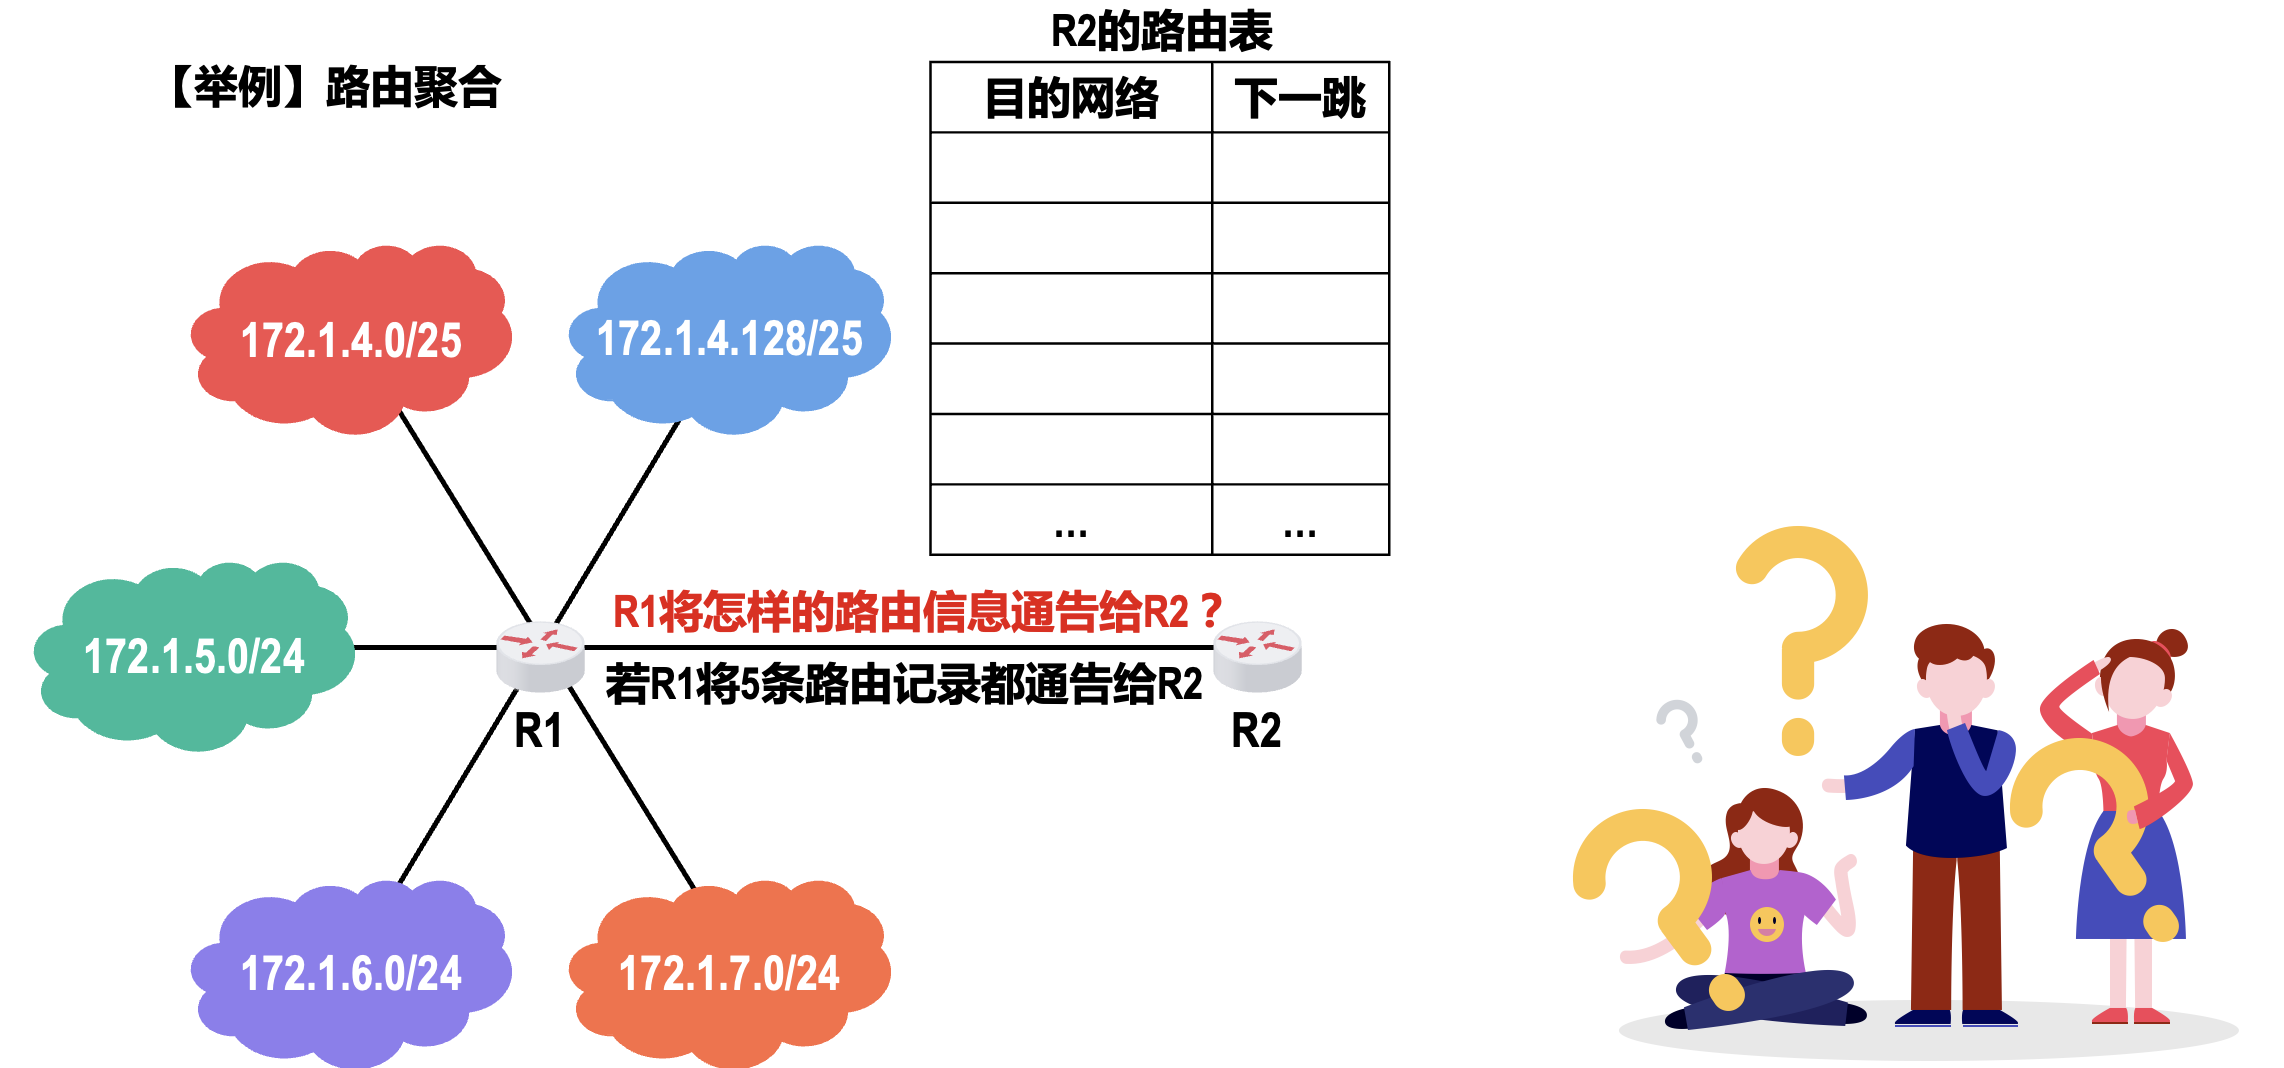 R2的路由表
【举例】路由聚合
目的网络 下一跳
172.1.4.0/25
172.1.4.128/25
... ...
R1将怎样的路由信息通告给R2？
172.1.5.0/24
若R1将5条路由记录都通告给R2
R1
R2
172.1.6.0/24
172.1.7.0/24